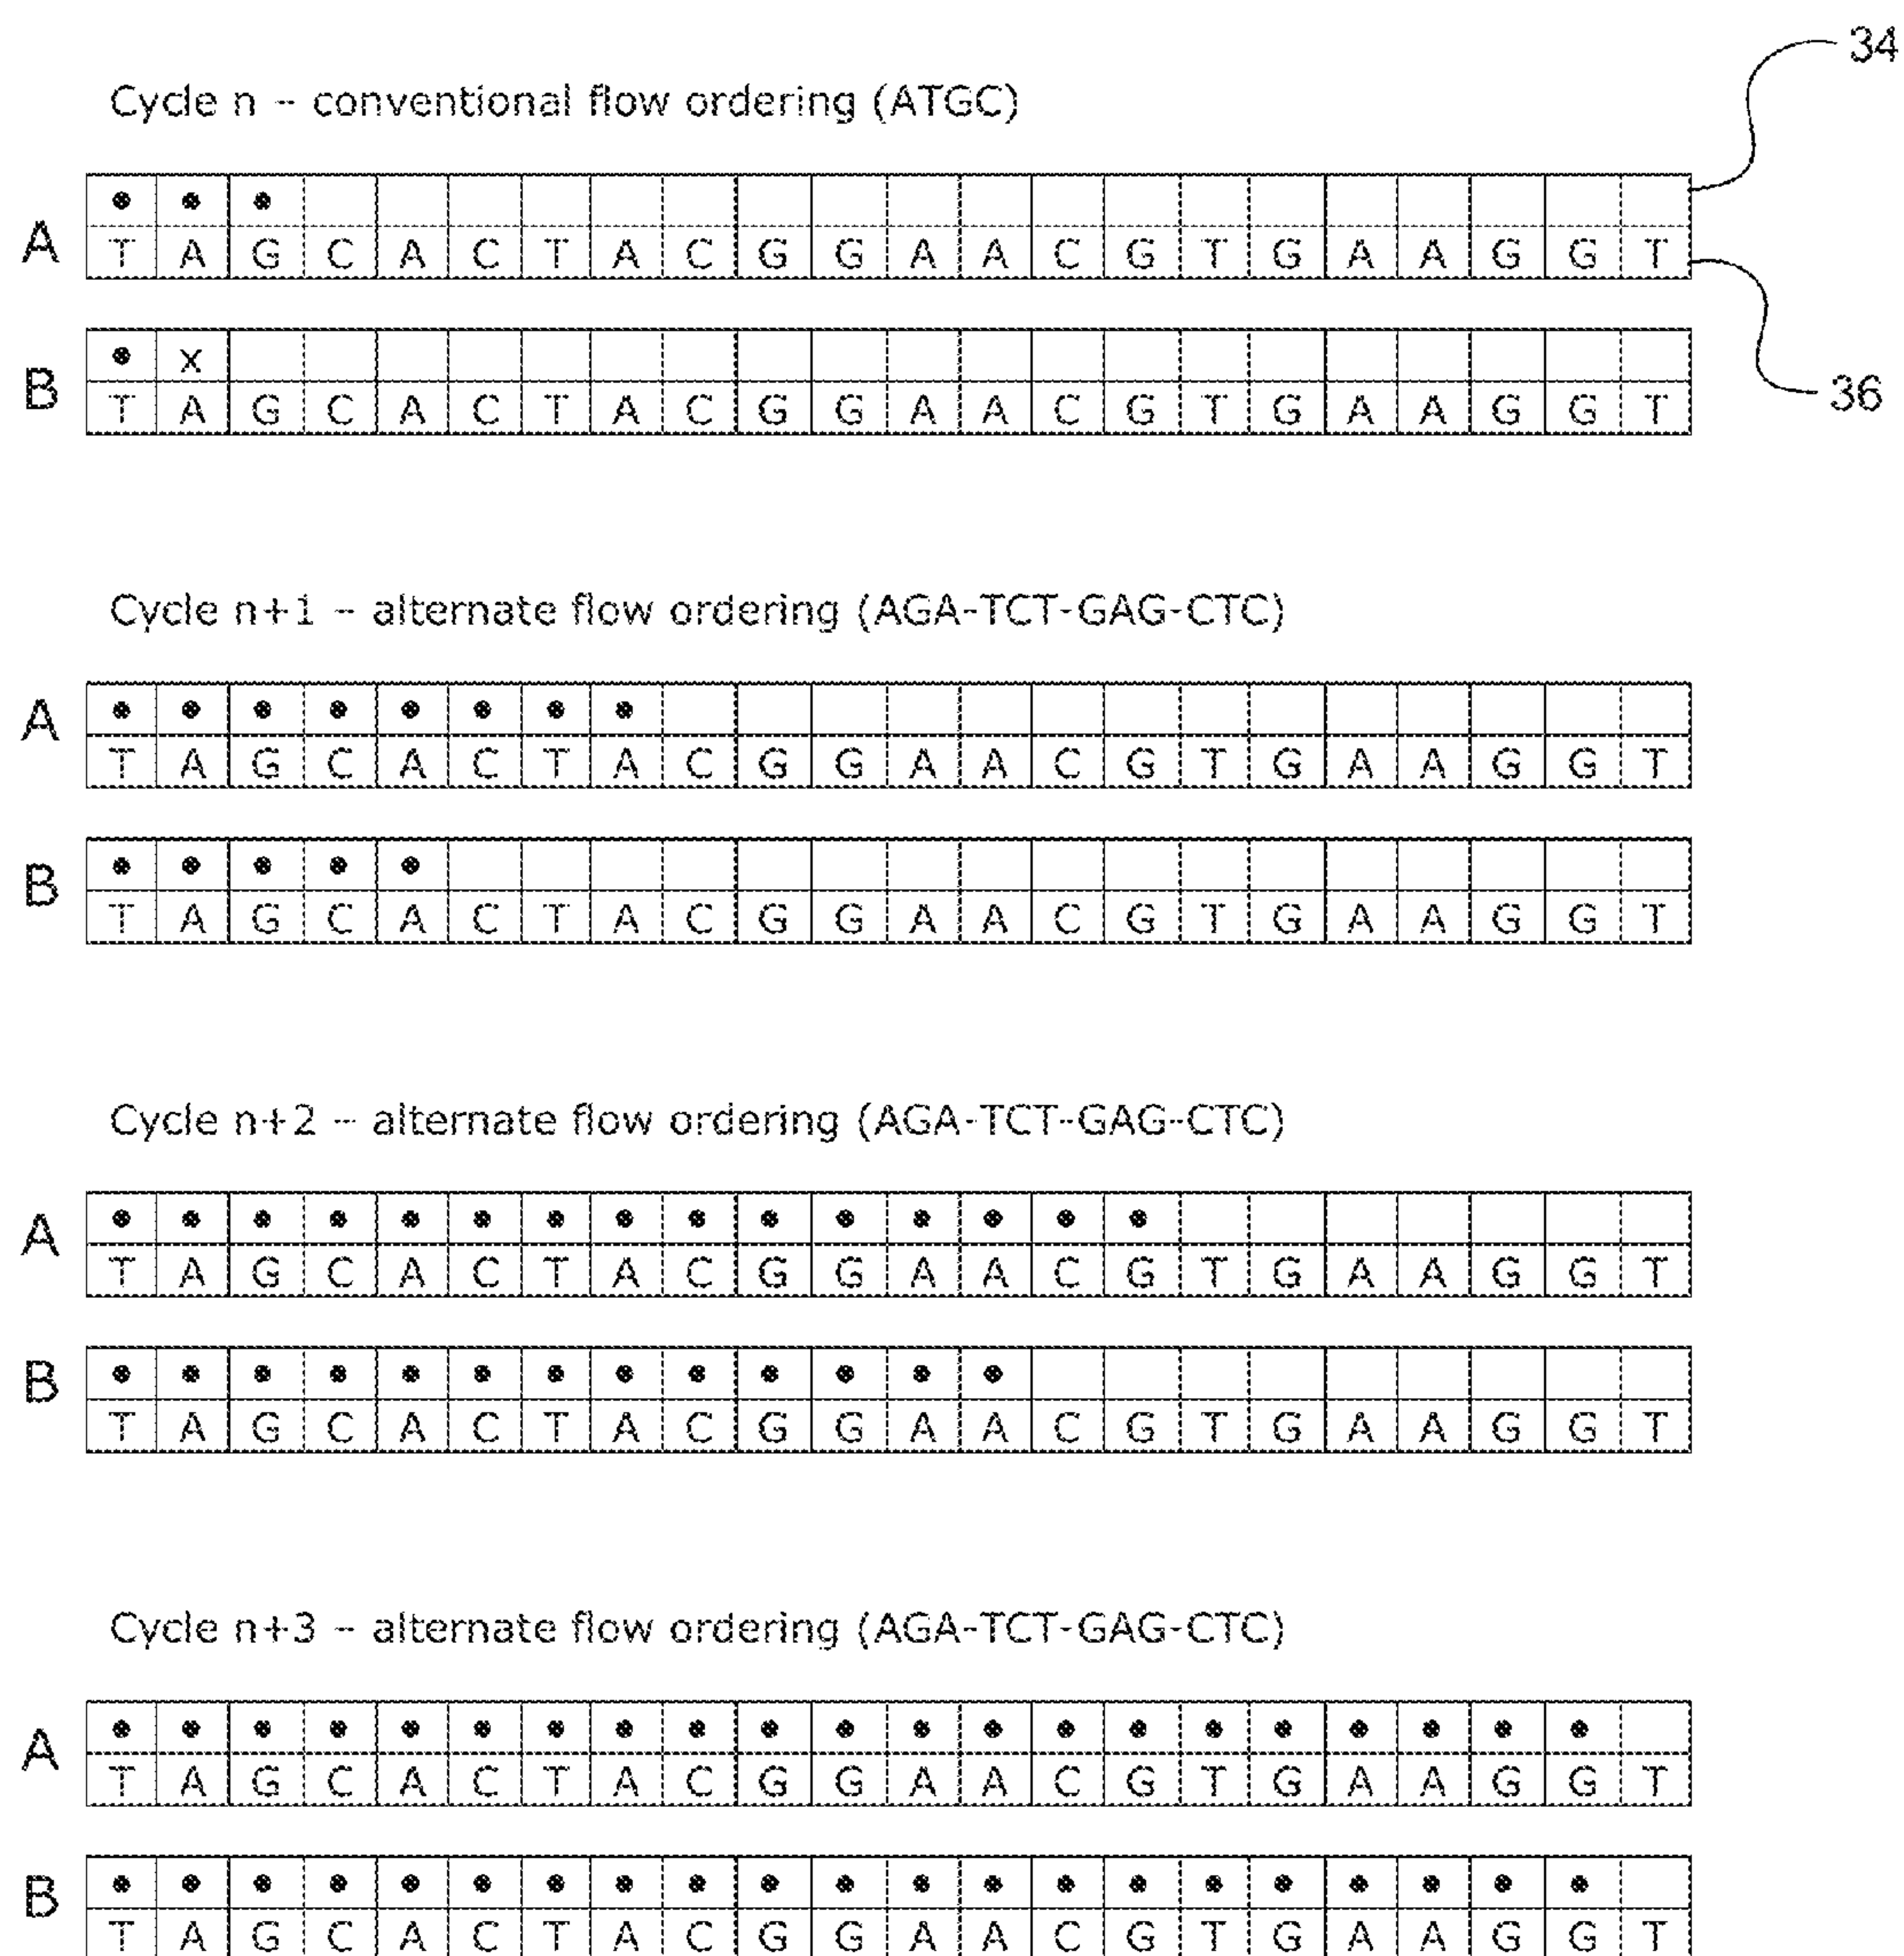 34
Cycle n – conventional flow ordering (ATGC)
• • •
A
T A G C A C T A C G G A A C G T G A A G G T
• x
B
T A G C A C T A C G G A A C G T G A A G G T
36
Cycle n+1 – alternate flow ordering (AGA-TCT-GAG-CTC)
• • • • • • • •
A
T A G C A C T A C G G A A C G T G A A G G T
• • • • •
B
T A G C A C T A C G G A A C G T G A A G G T
Cycle n+2 – alternate flow ordering (AGA-TCT-GAG-CTC)
• • • • • • • • • • • • • • •
A
T A G C A C T A C G G A A C G T G A A G G T
• • • • • • • • • • • • •
B
T A G C A C T A C G G A A C G T G A A G G T
Cycle n+3 – alternate flow ordering (AGA-TCT-GAG-CTC)
• • • • • • • • • • • • • • • • • • • • •
A
T A G C A C T A C G G A A C G T G A A G G T
• • • • • • • • • • • • • • • • • • • • •
B
T A G C A C T A C G G A A C G T G A A G G T